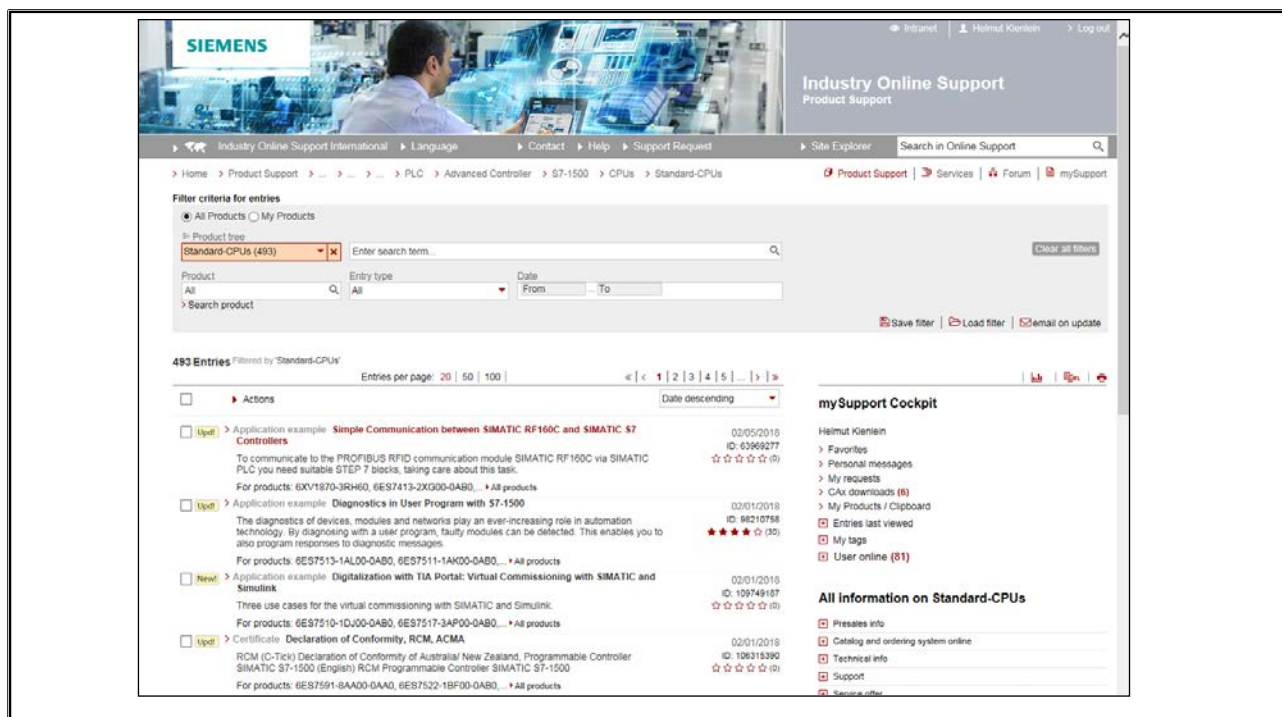 SIEMENS
Intranet | Helmut Kienlein > Log out
Industry Online Support
Product Support
Industry Online Support International Language Contact Help Support Request Site Explorer Search in Online Support
> Home > Product Support > ... > ... > ... > PLC > Advanced Controller > S7-1500 > CPUs > Standard-CPUs
Product Support | Services | Forum | mySupport
Filter criteria for entries
All Products My Products
Product tree
Standard-CPUs (493) Enter search term... Clear all filters
Product Entry type Date
All All From ... To
> Search product
Save filter | Load filter | email on update
493 Entries Filtered by 'Standard-CPUs'
Entries per page: 20 | 50 | 100 | « | < 1 | 2 | 3 | 4 | 5 | ... | > | »
Actions Date descending
Upd! > Application example Simple Communication between SIMATIC RF160C and SIMATIC S7 Controllers
02/05/2018
ID: 63969277
(0)
To communicate to the PROFIBUS RFID communication module SIMATIC RF160C via SIMATIC
PLC you need suitable STEP 7 blocks, taking care about this task.
For products: 6XV1870-3RH60, 6ES7413-2XG00-0AB0,... All products
Upd! > Application example Diagnostics in User Program with S7-1500
02/01/2018
ID: 98210758
(30)
The diagnostics of devices, modules and networks play an ever-increasing role in automation
technology. By diagnosing with a user program, faulty modules can be detected. This enables you to
also program responses to diagnostic messages.
For products: 6ES7513-1AL00-0AB0, 6ES7511-1AK00-0AB0,... All products
New! > Application example Digitalization with TIA Portal: Virtual Commissioning with SIMATIC and
Simulink
02/01/2018
ID: 109749187
(0)
Three use cases for the virtual commissioning with SIMATIC and Simulink.
For products: 6ES7510-1DJ00-0AB0, 6ES7517-3AP00-0AB0,... All products
Upd! > Certificate Declaration of Conformity, RCM, ACMA
02/01/2018
ID: 106315390
(0)
RCM (C-Tick) Declaration of Conformity of Australia/ New Zealand, Programmable Controller
SIMATIC S7-1500 (English) RCM Programmable Controller SIMATIC S7-1500
For products: 6ES7591-8AA00-0AA0, 6ES7522-1BF00-0AB0,... All products
mySupport Cockpit
Helmut Kienlein
> Favorites
> Personal messages
> My requests
> CAx downloads (6)
> My Products / Clipboard
Entries last viewed
My tags
User online (81)
All information on Standard-CPUs
Presales info
Catalog and ordering system online
Technical info
Support
Service offer